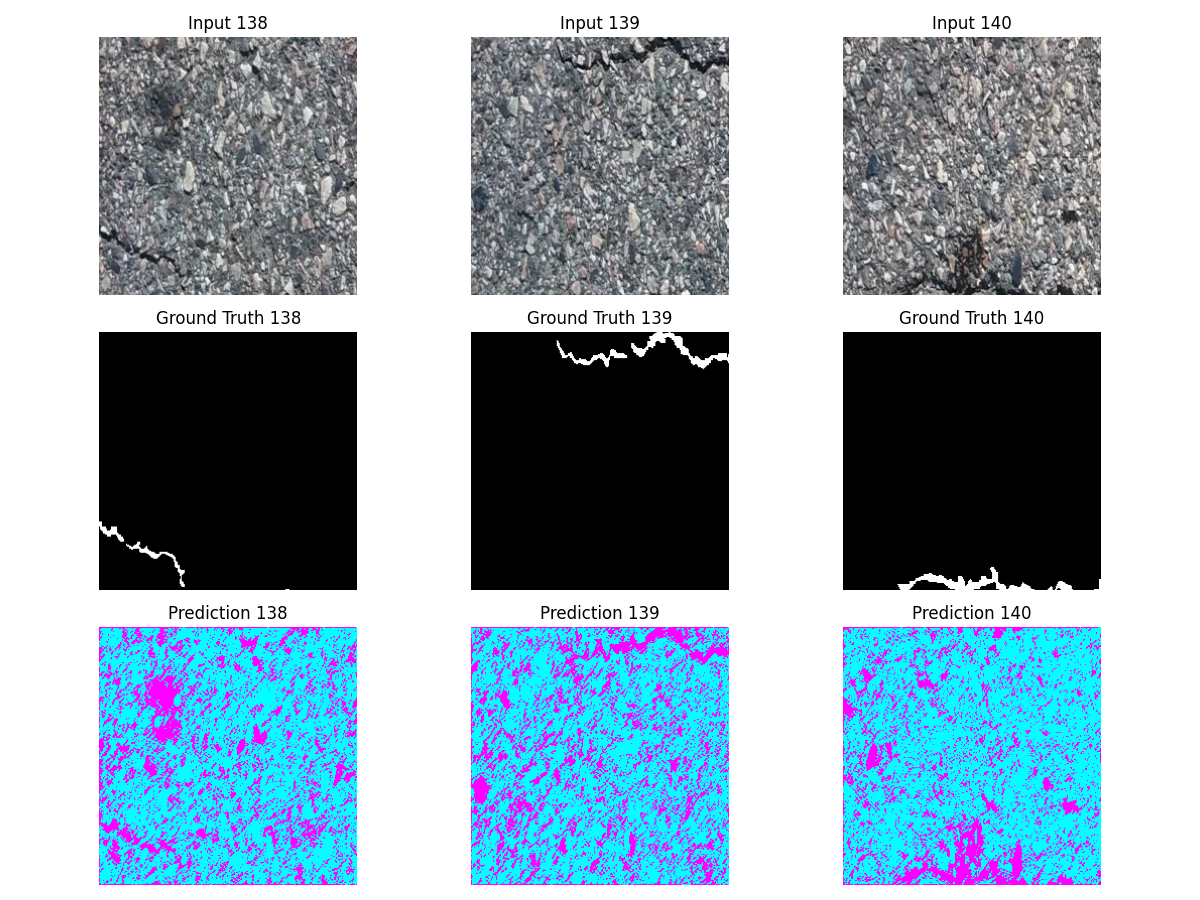 Input 138
Input 139
Input 140
Ground Truth 138
Ground Truth 139
Ground Truth 140
Prediction 138
Prediction 139
Prediction 140